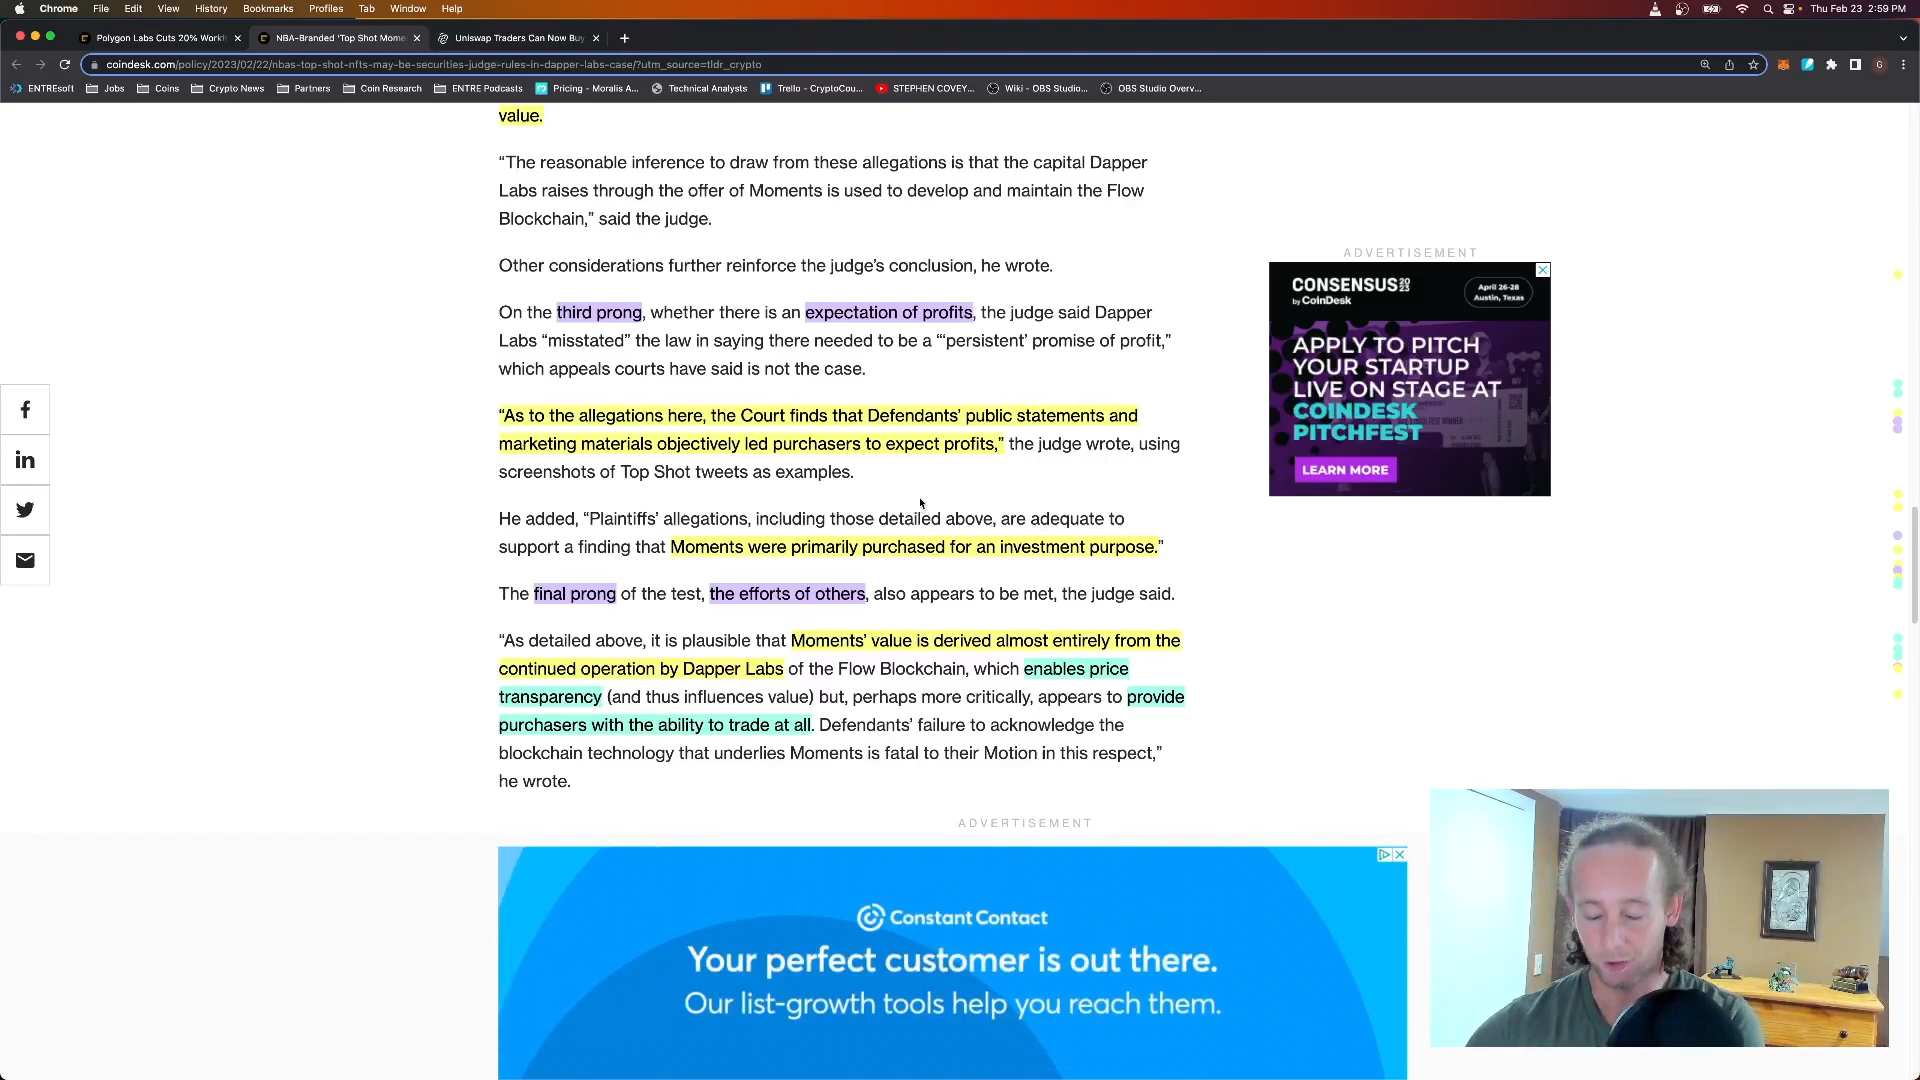 Chrome File Edit View History Bookmarks Profiles Tab Window Help Thu Feb 23 2:59 PM
Polygon Labs Cuts 20% Workf NBA-Branded 'Top Shot Mome Uniswap Traders Can Now Buy
coindesk.com/policy/2023/02/22/nbas-top-shot-nfts-may-be-securities-judge-rules-in-dapper-labs-case/?utm_source=tldr_crypto
ENTREsoft Jobs Coins Crypto News Partners Coin Research ENTRE Podcasts Pricing - Moralis A... Technical Analysts Trello - CryptoCou... STEPHEN COVEY... Wiki - OBS Studio... OBS Studio Overv...
value.
“The reasonable inference to draw from these allegations is that the capital Dapper
Labs raises through the offer of Moments is used to develop and maintain the Flow
Blockchain,” said the judge.
Other considerations further reinforce the judge’s conclusion, he wrote.
On the third prong, whether there is an expectation of profits, the judge said Dapper
Labs “misstated” the law in saying there needed to be a “‘persistent’ promise of profit,”
which appeals courts have said is not the case.
“As to the allegations here, the Court finds that Defendants’ public statements and
marketing materials objectively led purchasers to expect profits,” the judge wrote, using
screenshots of Top Shot tweets as examples.
He added, “Plaintiffs’ allegations, including those detailed above, are adequate to
support a finding that Moments were primarily purchased for an investment purpose.”
The final prong of the test, the efforts of others, also appears to be met, the judge said.
“As detailed above, it is plausible that Moments’ value is derived almost entirely from the
continued operation by Dapper Labs of the Flow Blockchain, which enables price
transparency (and thus influences value) but, perhaps more critically, appears to provide
purchasers with the ability to trade at all. Defendants’ failure to acknowledge the
blockchain technology that underlies Moments is fatal to their Motion in this respect,”
he wrote.
ADVERTISEMENT
CONSENSUS 2023
by CoinDesk
April 26-28
Austin, Texas
APPLY TO PITCH
YOUR STARTUP
LIVE ON STAGE AT
COINDESK
PITCHFEST
LEARN MORE
ADVERTISEMENT
Constant Contact
Your perfect customer is out there.
Our list-growth tools help you reach them.